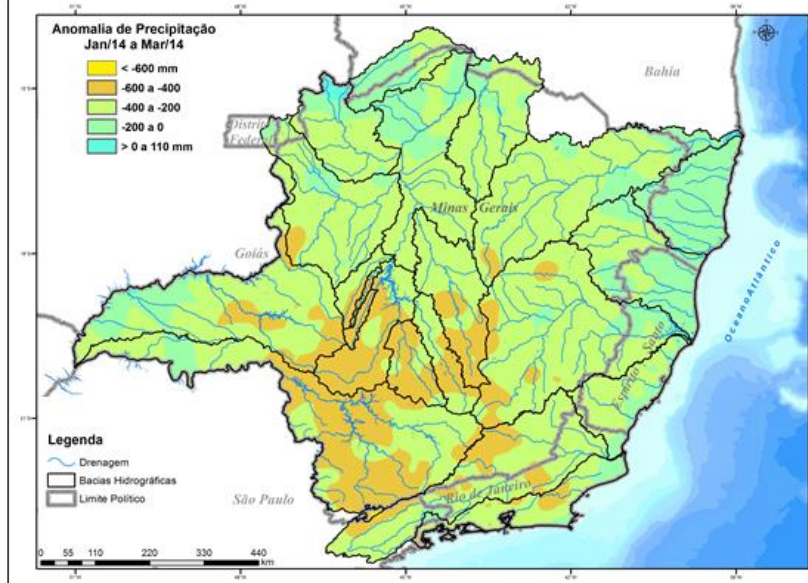 Anomalia de Precipitação
Jan/14 a Mar/14
< -600 mm
-600 a -400
-400 a -200
-200 a 0
> 0 a 110 mm
Bahia
Distrito
Federal
Minas Gerais
Goiás
Oceano Atlântico
Espírito Santo
Legenda
Drenagem
Bacias Hidrográficas
Limite Político
São Paulo
Rio de Janeiro
0 55 110 220 330 440
km